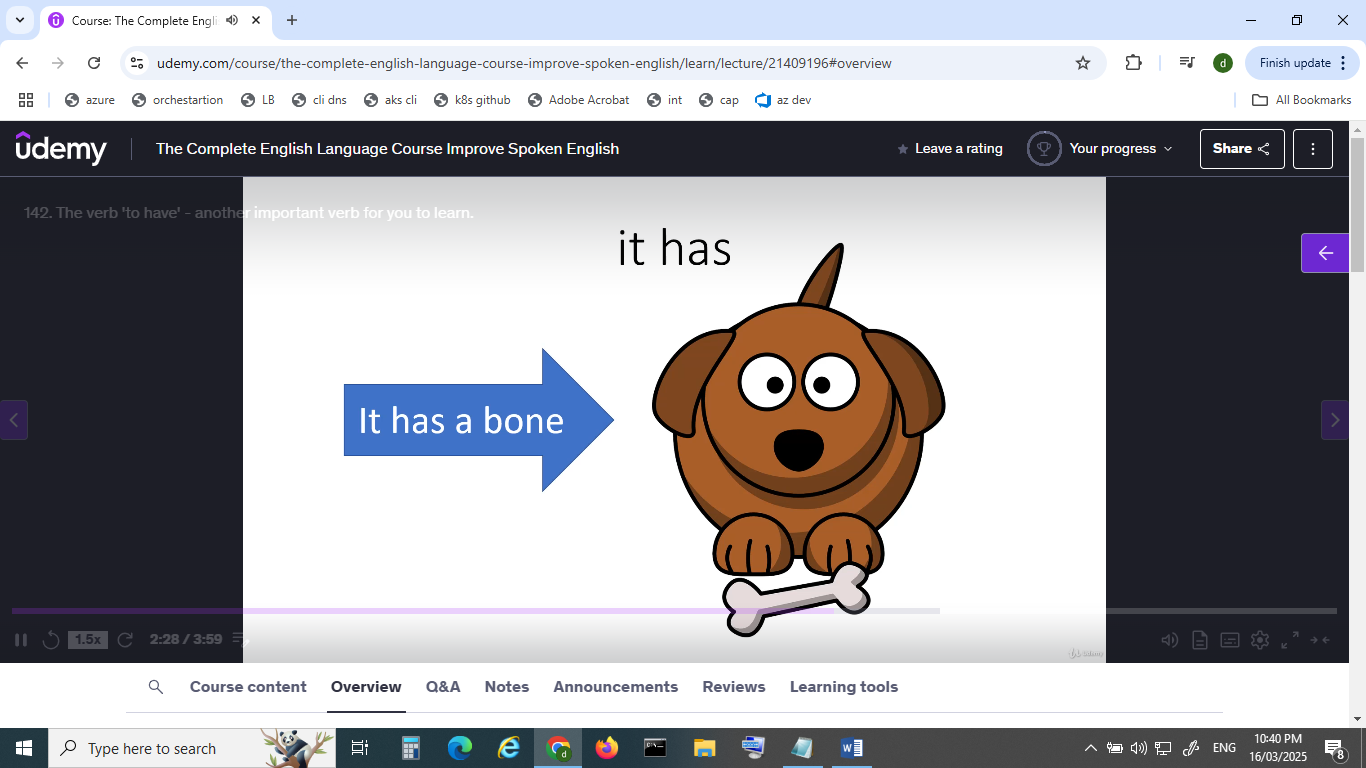 Course: The Complete Engli
udemy.com/course/the-complete-english-language-course-improve-spoken-english/learn/lecture/21409196#overview
d
Finish update
azure
orchestartion
LB
cli dns
aks cli
k8s github
Adobe Acrobat
int
cap
az dev
All Bookmarks
udemy
The Complete English Language Course Improve Spoken English
Leave a rating
Your progress
Share
142. The verb 'to have' - another important verb for you to learn.
it has
It has a bone
1.5x
2:28 / 3:59
Udemy
Course content
Overview
Q&A
Notes
Announcements
Reviews
Learning tools
Type here to search
ENG
10:40 PM
16/03/2025
8